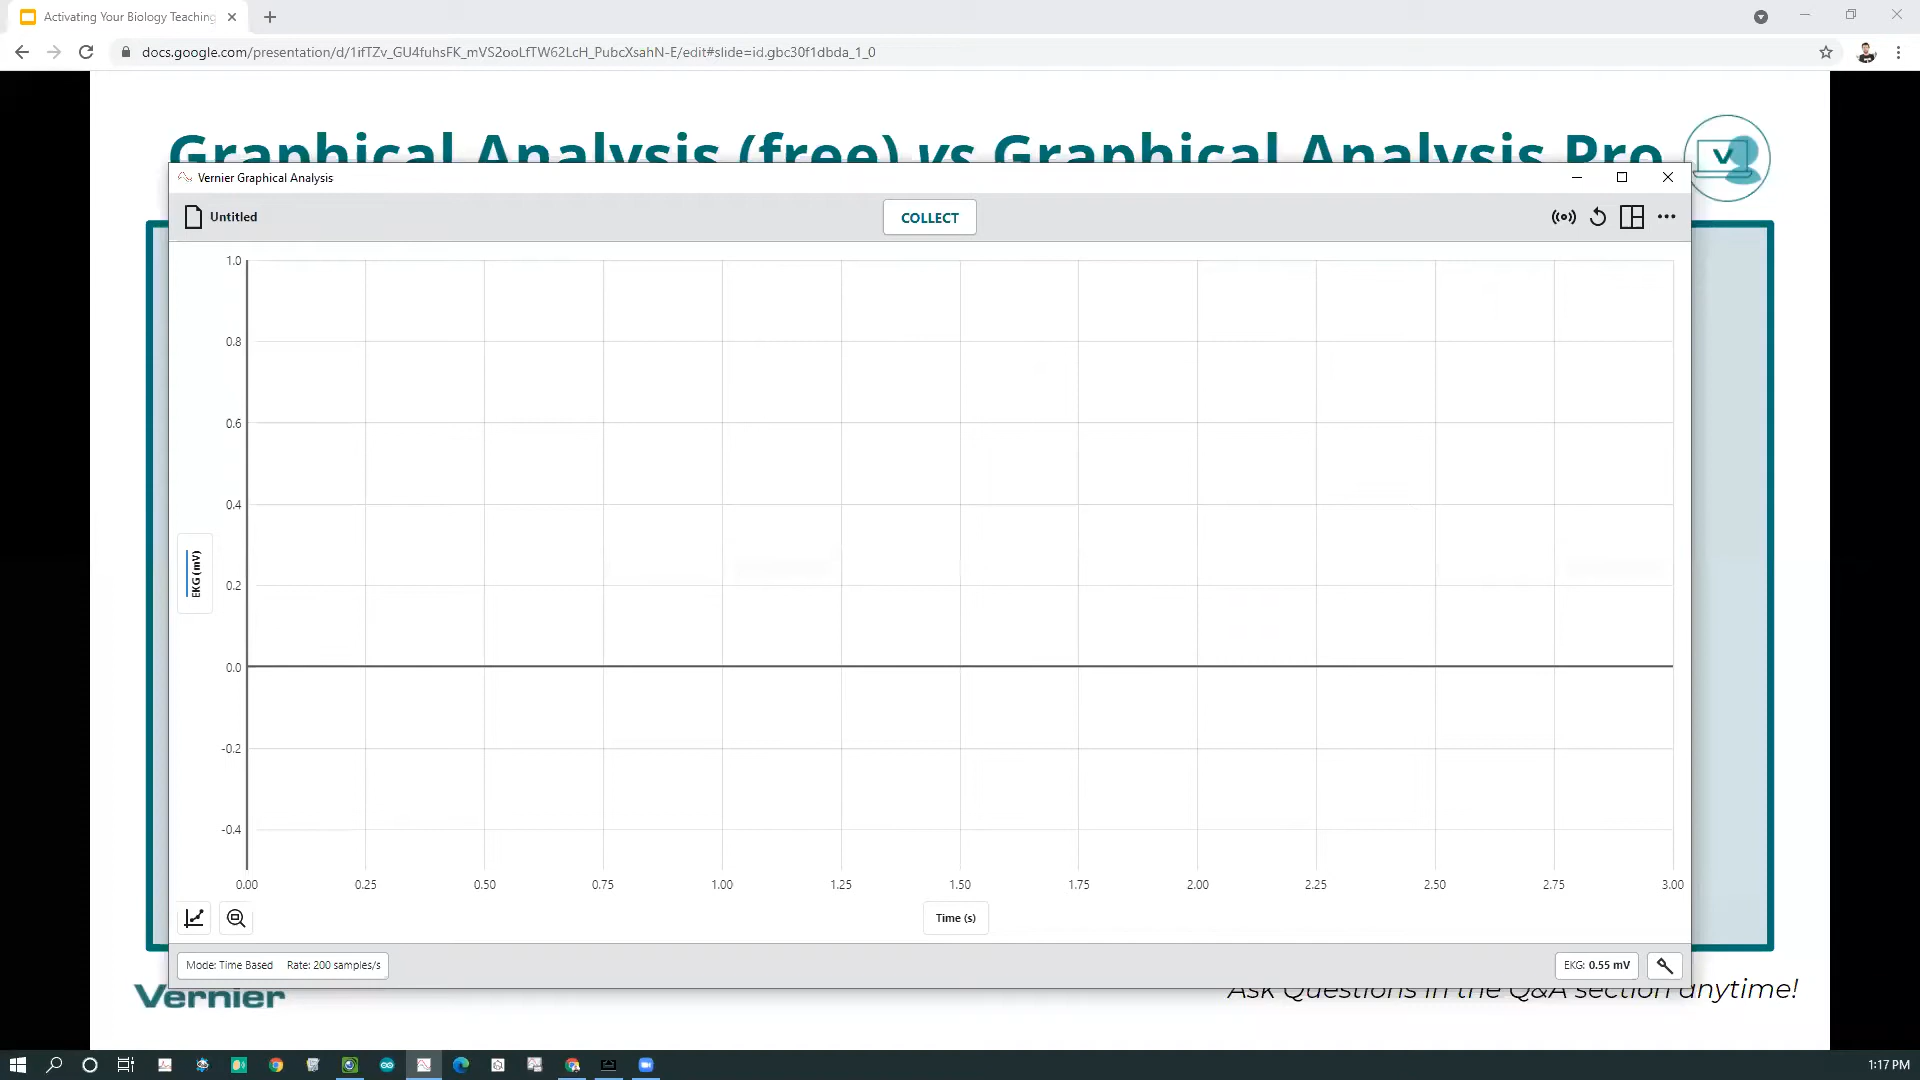 Activating Your Biology Teaching
docs.google.com/presentation/d/1ifTZv_GU4fuhsFK_mVS2ooLfTW62LcH_PubcXsahN-E/edit#slide=id.gbc30f1dbda_1_0
Graphical Analysis (free) vs Graphical Analysis Pro
Vernier Graphical Analysis
Untitled
COLLECT
1.0
0.8
0.6
0.4
0.2
0.0
-0.2
-0.4
EKG (mV)
0.00 0.25 0.50 0.75 1.00 1.25 1.50 1.75 2.00 2.25 2.50 2.75 3.00
Time (s)
Mode: Time Based Rate: 200 samples/s
EKG: 0.55 mV
Vernier
Ask Questions in the Q&A section anytime!
1:17 PM